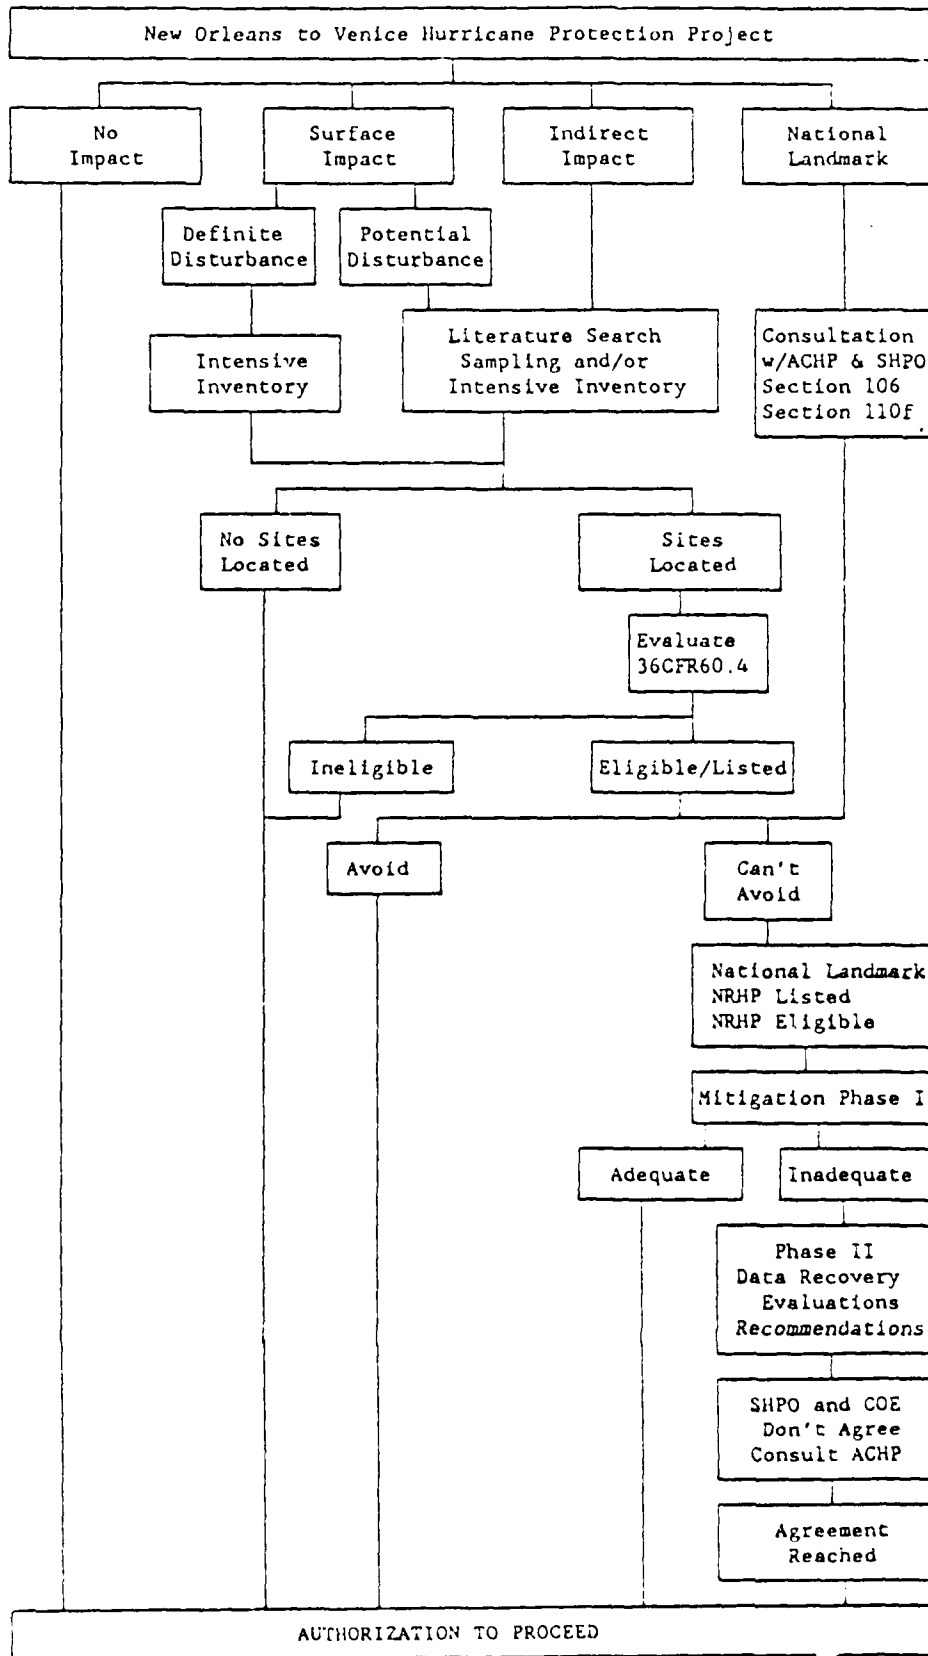 New Orleans to Venice Hurricane Protection Project
No
Impact
Surface
Impact
Indirect
Impact
National
Landmark
Definite
Disturbance
Potential
Disturbance
Intensive
Inventory
Literature Search
Sampling and/or
Intensive Inventory
Consultation
w/ACHP & SHPO
Section 106
Section 110f
No Sites
Located
Sites
Located
Evaluate
36CFR60.4
Ineligible
Eligible/Listed
Avoid
Can't
Avoid
National Landmark
NRHP Listed
NRHP Eligible
Mitigation Phase I
Adequate
Inadequate
Phase II
Data Recovery
Evaluations
Recommendations
SHPO and COE
Don't Agree
Consult ACHP
Agreement
Reached
AUTHORIZATION TO PROCEED